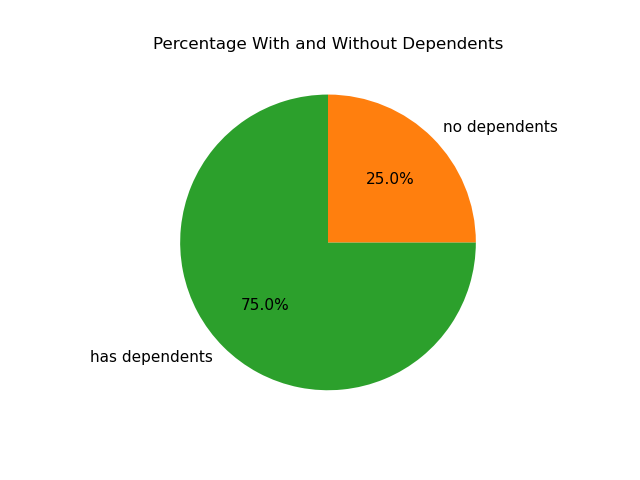 Percentage With and Without Dependents
no dependents
25.0%
75.0%
has dependents